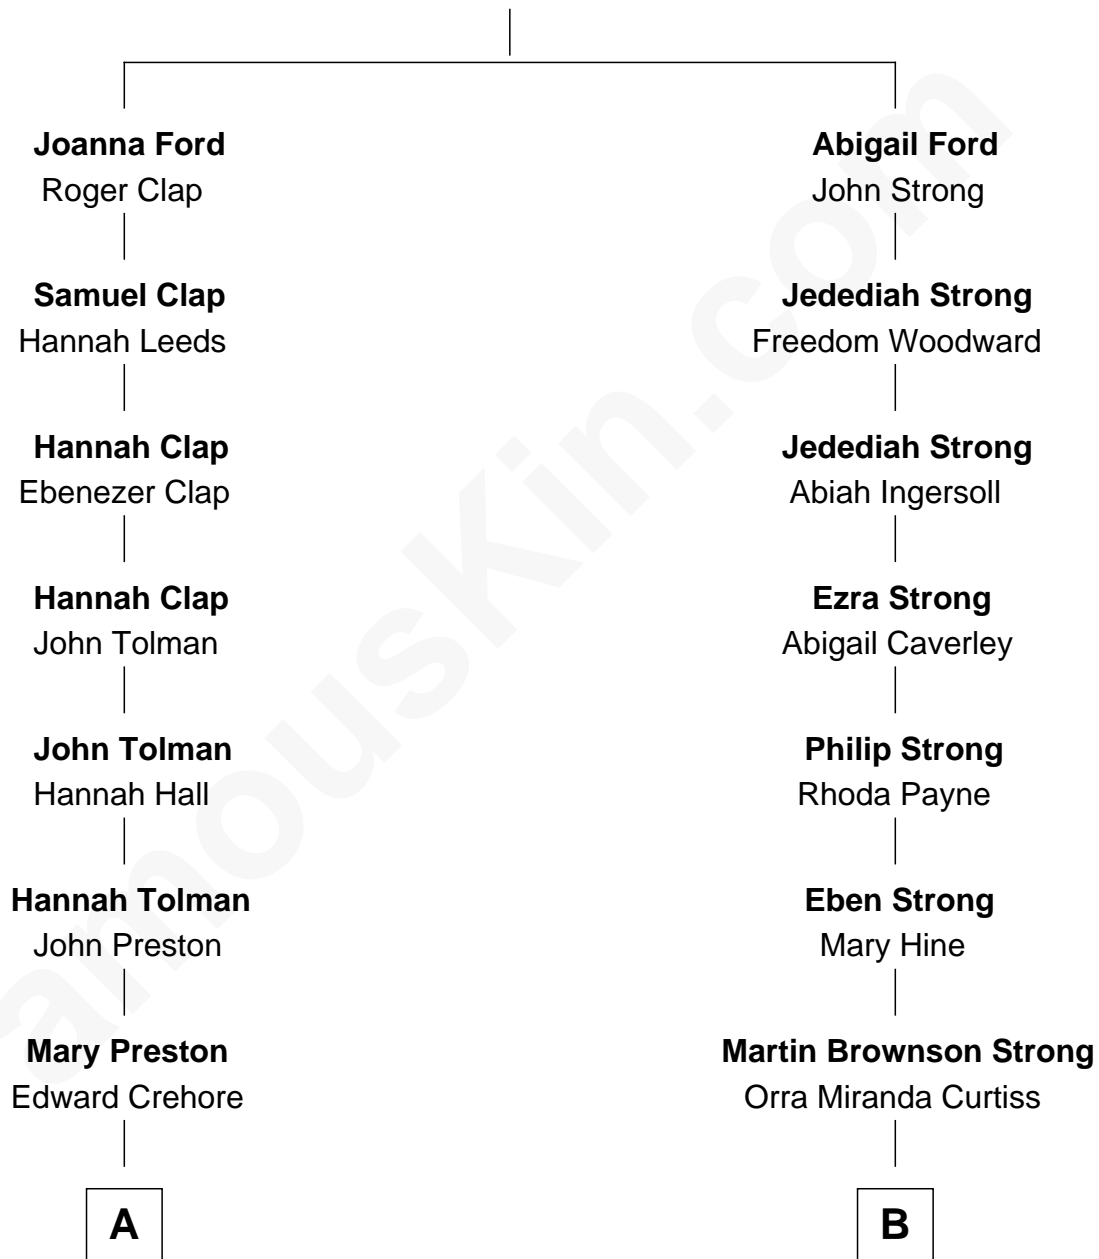 Joanna Ford
Roger Clap
Abigail Ford
John Strong
Samuel Clap
Hannah Leeds
Jedediah Strong
Freedom Woodward
Hannah Clap
Ebenezer Clap
Jedediah Strong
Abiah Ingersoll
Hannah Clap
John Tolman
Ezra Strong
Abigail Caverley
John Tolman
Hannah Hall
Philip Strong
Rhoda Payne
Hannah Tolman
John Preston
Eben Strong
Mary Hine
Mary Preston
Edward Crehore
Martin Brownson Strong
Orra Miranda Curtiss
A
B
amouskin.com